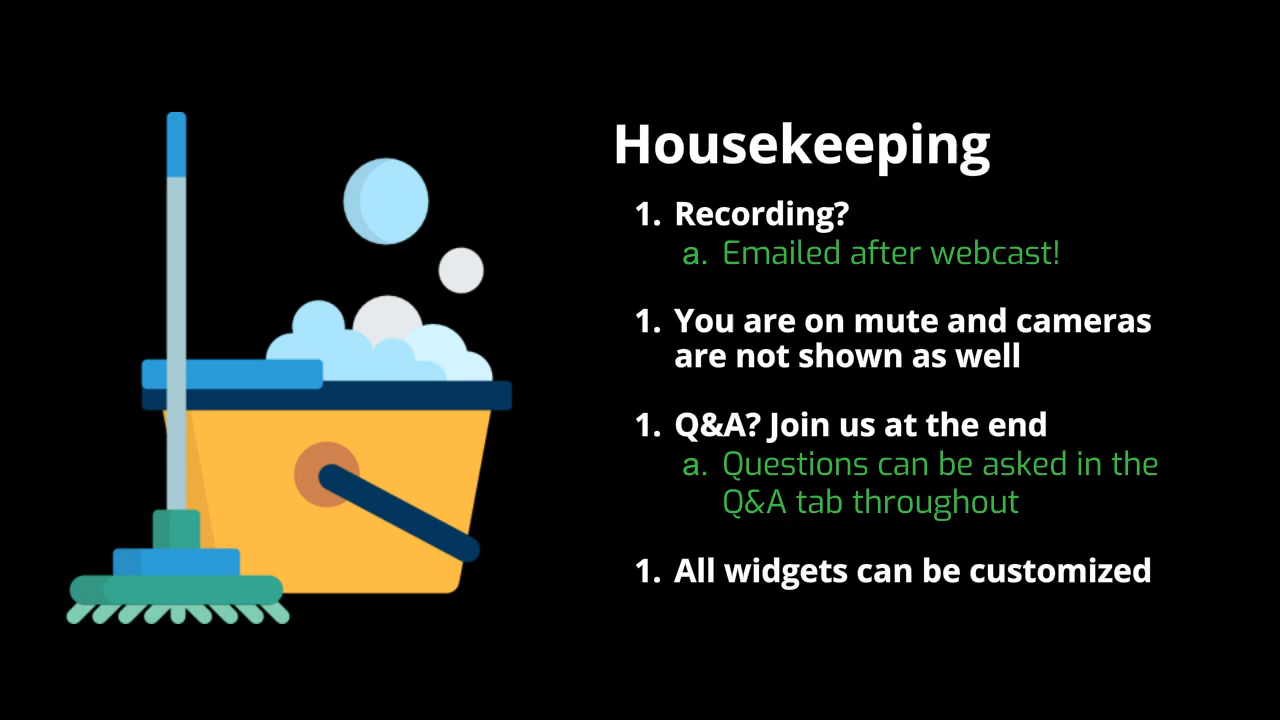 Housekeeping
1. Recording?
a. Emailed after webcast!
1. You are on mute and cameras
are not shown as well
1. Q&A? Join us at the end
a. Questions can be asked in the
Q&A tab throughout
1. All widgets can be customized